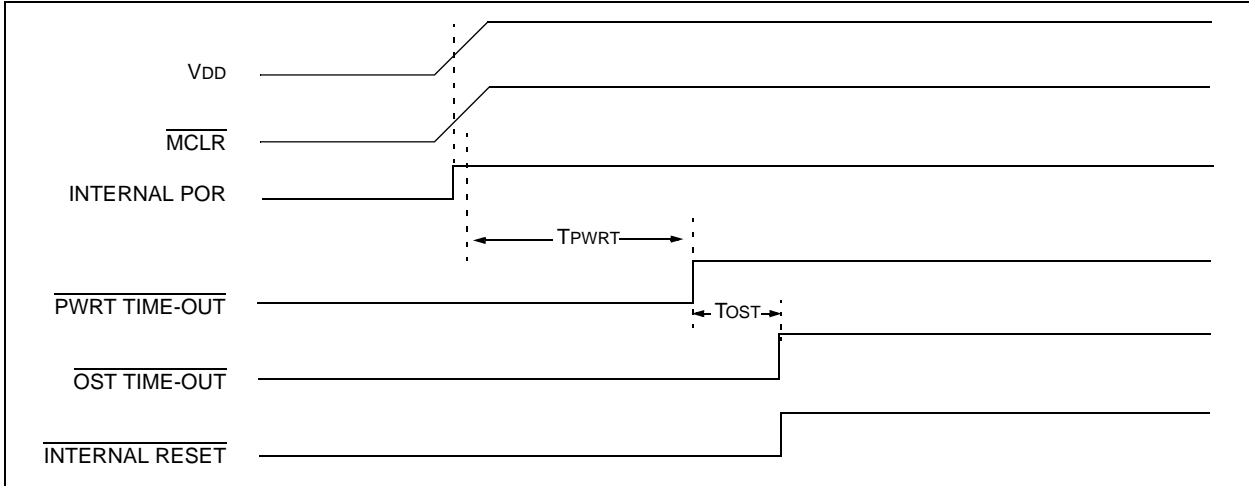 VDD
MCLR
INTERNAL POR
TPWRT
PWRT TIME-OUT
TOST
OST TIME-OUT
INTERNAL RESET